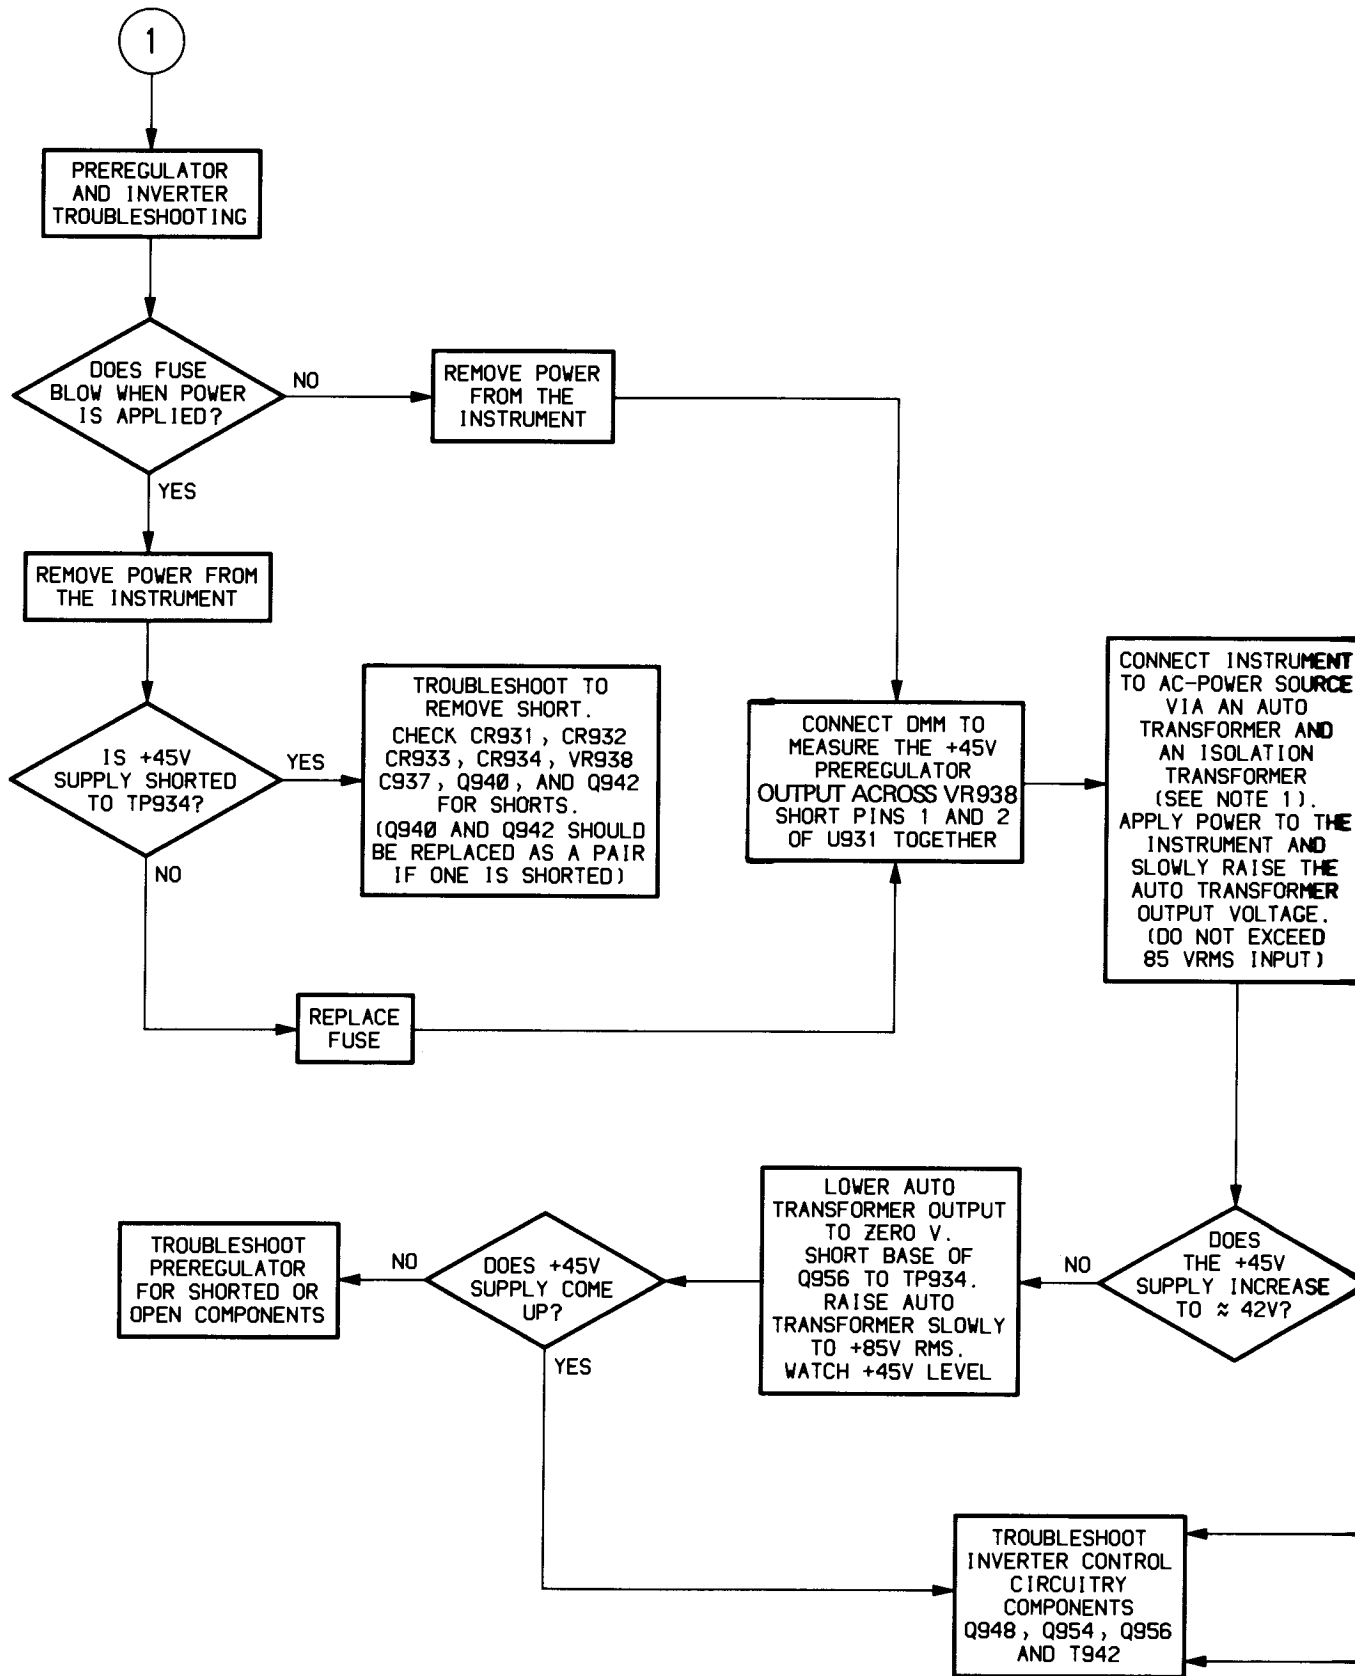 1
PREREGULATOR
AND INVERTER
TROUBLESHOOTING
DOES FUSE
BLOW WHEN POWER
IS APPLIED?
NO
REMOVE POWER
FROM THE
INSTRUMENT
YES
REMOVE POWER FROM
THE INSTRUMENT
IS +45V
SUPPLY SHORTED
TO TP934?
YES
TROUBLESHOOT TO
REMOVE SHORT.
CHECK CR931, CR932
CR933, CR934, VR938
C937, Q940, AND Q942
FOR SHORTS.
(Q940 AND Q942 SHOULD
BE REPLACED AS A PAIR
IF ONE IS SHORTED)
NO
REPLACE
FUSE
CONNECT DMM TO
MEASURE THE +45V
PREREGULATOR
OUTPUT ACROSS VR938
SHORT PINS 1 AND 2
OF U931 TOGETHER
CONNECT INSTRUMENT
TO AC-POWER SOURCE
VIA AN AUTO
TRANSFORMER AND
AN ISOLATION
TRANSFORMER
(SEE NOTE 1).
APPLY POWER TO THE
INSTRUMENT AND
SLOWLY RAISE THE
AUTO TRANSFORMER
OUTPUT VOLTAGE.
(DO NOT EXCEED
85 VRMS INPUT)
DOES
THE +45V
SUPPLY INCREASE
TO ≈ 42V?
NO
LOWER AUTO
TRANSFORMER OUTPUT
TO ZERO V.
SHORT BASE OF
Q956 TO TP934.
RAISE AUTO
TRANSFORMER SLOWLY
TO +85V RMS.
WATCH +45V LEVEL
DOES +45V
SUPPLY COME
UP?
NO
TROUBLESHOOT
PREREGULATOR
FOR SHORTED OR
OPEN COMPONENTS
YES
TROUBLESHOOT
INVERTER CONTROL
CIRCUITRY
COMPONENTS
Q948, Q954, Q956
AND T942